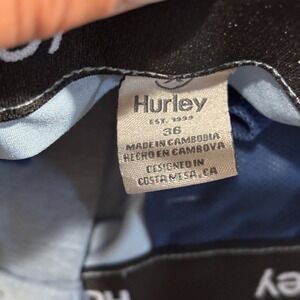 Hurley
EST. 1999
36
MADE IN CAMBODIA
HECHO EN CAMBOYA
DESIGNED IN
COSTA MESA, CA